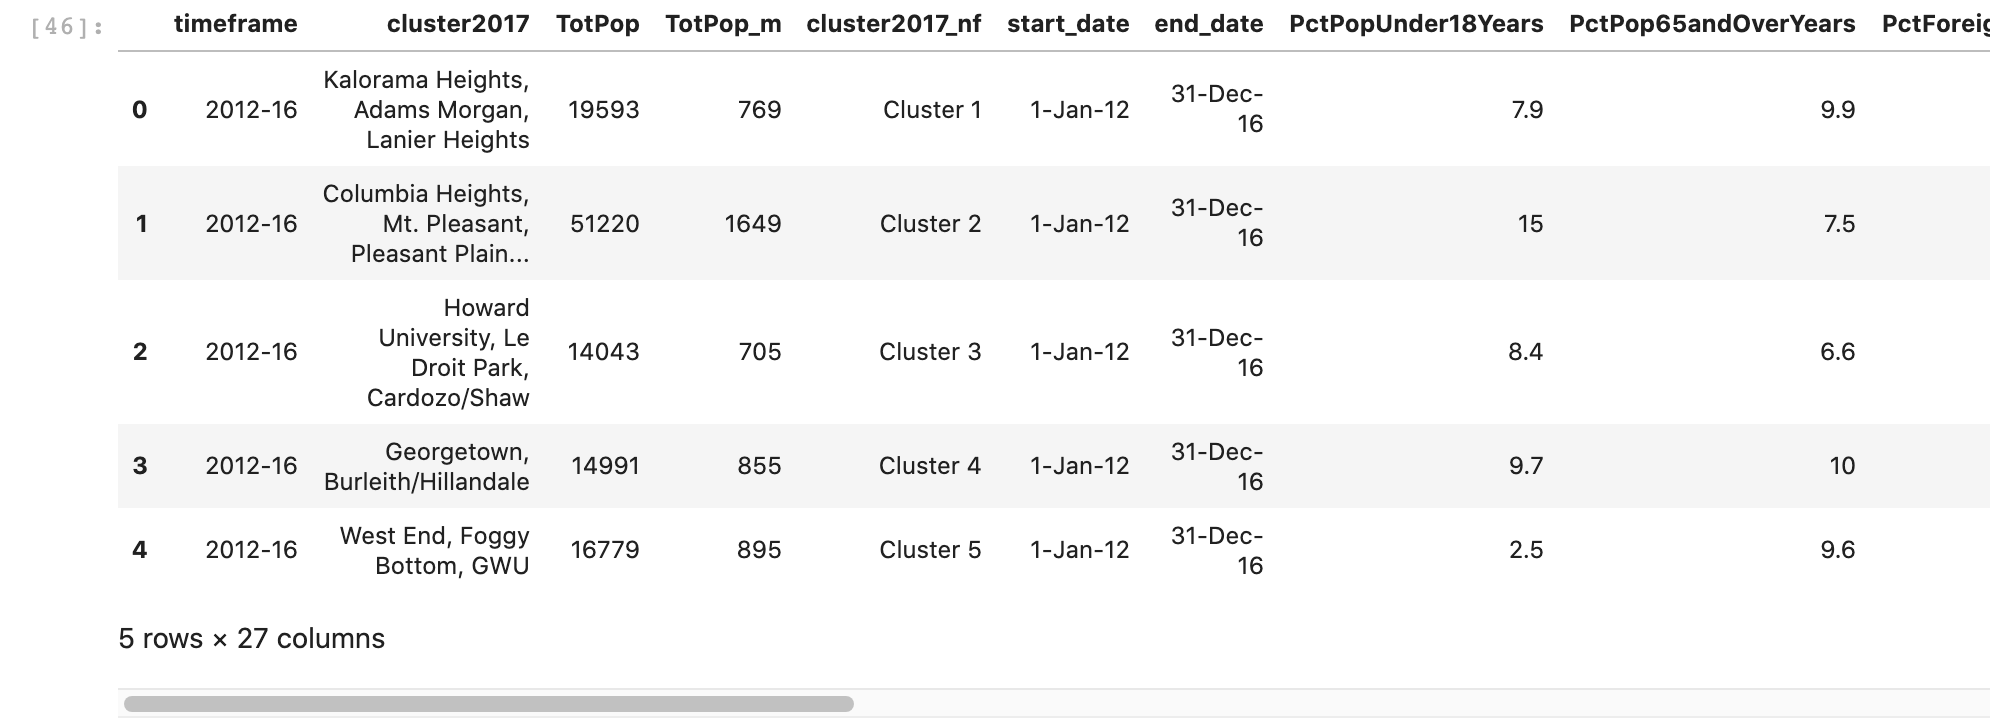 [46]: timeframe cluster2017 TotPop TotPop_m cluster2017_nf start_date end_date PctPopUnder18Years PctPop65andOverYears PctForeig
0 2012-16 Kalorama Heights, Adams Morgan, Lanier Heights 19593 769 Cluster 1 1-Jan-12 31-Dec-16 7.9 9.9
1 2012-16 Columbia Heights, Mt. Pleasant, Pleasant Plain... 51220 1649 Cluster 2 1-Jan-12 31-Dec-16 15 7.5
2 2012-16 Howard University, Le Droit Park, Cardozo/Shaw 14043 705 Cluster 3 1-Jan-12 31-Dec-16 8.4 6.6
3 2012-16 Georgetown, Burleith/Hillandale 14991 855 Cluster 4 1-Jan-12 31-Dec-16 9.7 10
4 2012-16 West End, Foggy Bottom, GWU 16779 895 Cluster 5 1-Jan-12 31-Dec-16 2.5 9.6
5 rows × 27 columns